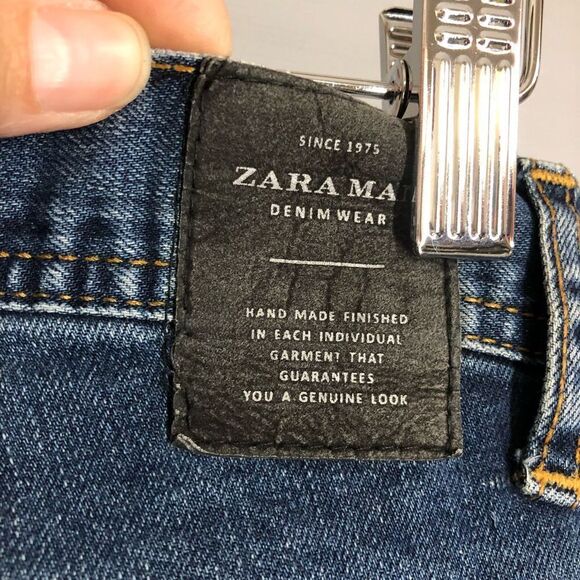 SINCE 1975
ZARA MA
DENIM WEAR
HAND MADE FINISHED
IN EACH INDIVIDUAL
GARMENT THAT
GUARANTEES
YOU A GENUINE LOOK